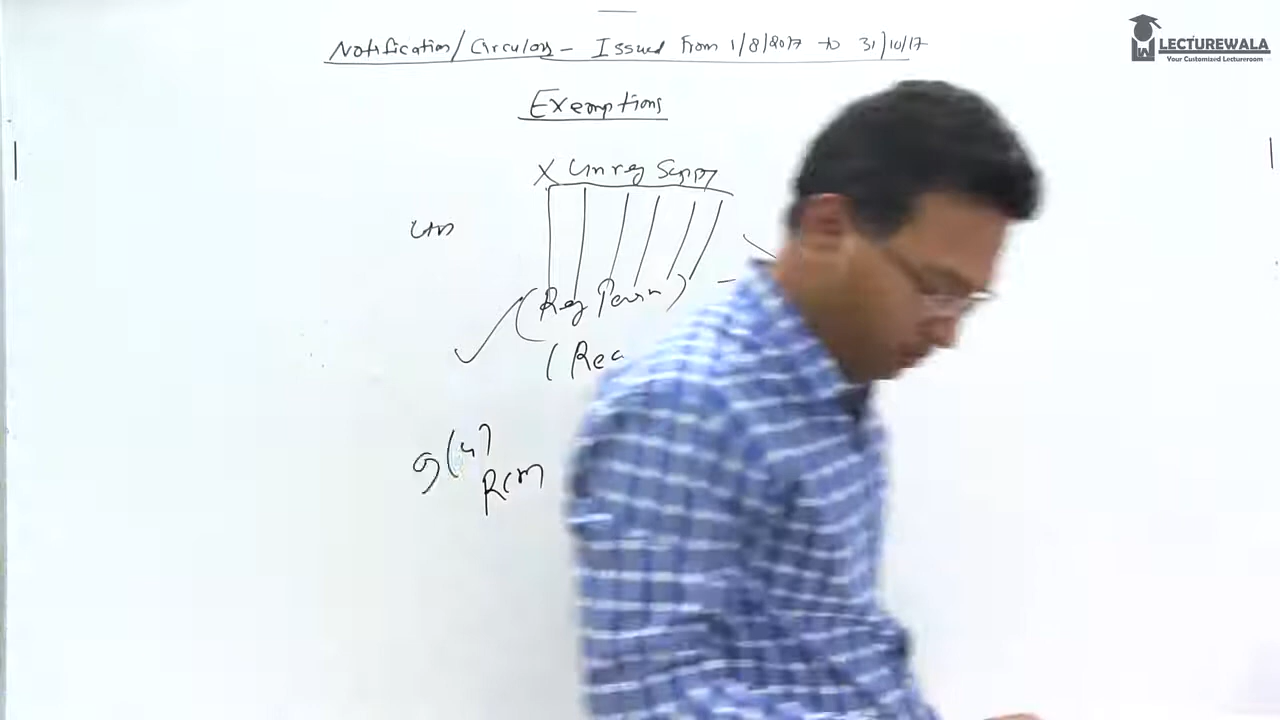 Notification/Circulars - Issued From 1/8/2017 to 31/10/17
LECTUREWALA
Your Customized Lectureroom
Exemptions
X Unreg Supp
(Reg Person)
(Rec
9(4)
RCM